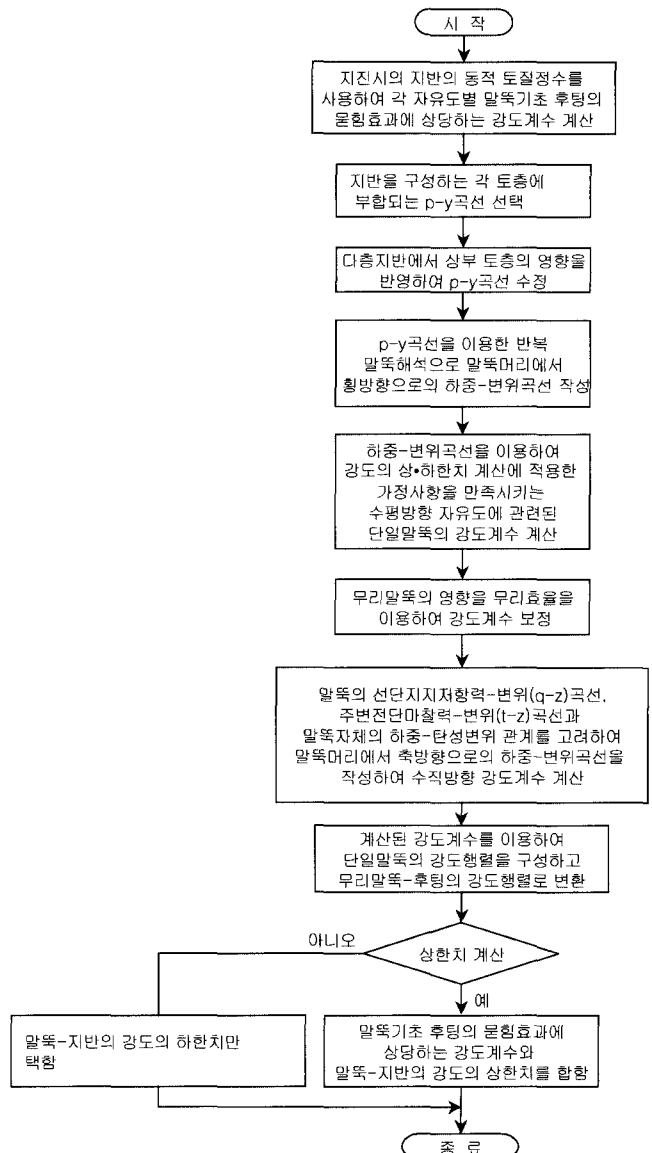 시 작
지진시의 지반의 동적 토질정수를
사용하여 각 자유도별 말뚝기초 후팅의
묻힘효과에 상당하는 강도계수 계산
지반을 구성하는 각 토층에
부합되는 p-y곡선 선택
다층지반에서 상부 토층의 영향을
반영하여 p-y곡선 수정
p-y곡선을 이용한 반복
말뚝해석으로 말뚝머리에서
횡방향으로의 하중-변위곡선 작성
하중-변위곡선을 이용하여
강도의 상•하한치 계산에 적용한
가정사항을 만족시키는
수평방향 자유도에 관련된
단일말뚝의 강도계수 계산
무리말뚝의 영향을 무리효율을
이용하여 강도계수 보정
말뚝의 선단지지저항력-변위(q-z)곡선,
주변전단마찰력-변위(t-z)곡선과
말뚝자체의 하중-탄성변위 관계를 고려하여
말뚝머리에서 축방향으로의 하중-변위곡선을
작성하여 수직방향 강도계수 계산
계산된 강도계수를 이용하여
단일말뚝의 강도행렬을 구성하고
무리말뚝-후팅의 강도행렬로 변환
아니오
상한치 계산
예
말뚝-지반의 강도의 하한치만
택함
말뚝기초 후팅의 묻힘효과에
상당하는 강도계수와
말뚝-지반의 강도의 상한치를 합함
종 료